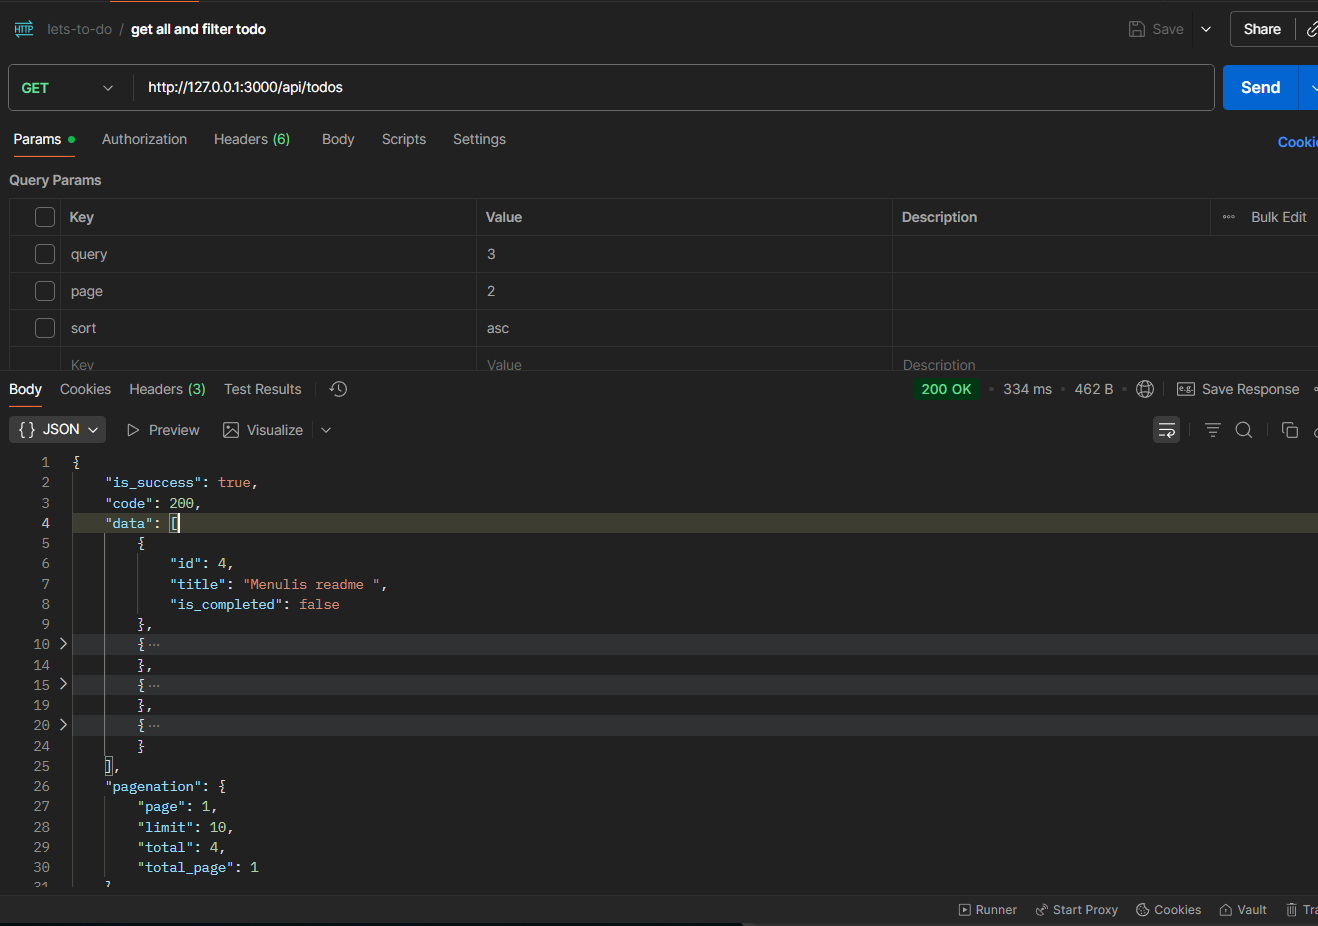 HTTP lets-to-do / get all and filter todo Save Share
GET http://127.0.0.1:3000/api/todos Send
Params Authorization Headers (6) Body Scripts Settings
Query Params
Key Value Description Bulk Edit
query 3
page 2
sort asc
Key Value Description
Body Cookies Headers (3) Test Results 200 OK 334 ms 462 B e.g. Save Response
{ } JSON Preview Visualize
1 {
2 "is_success": true,
3 "code": 200,
4 "data": [
5 {
6 "id": 4,
7 "title": "Menulis readme ",
8 "is_completed": false
9 },
10 { ...
14 },
15 { ...
19 },
20 { ...
24 }
25 ],
26 "pagenation": {
27 "page": 1,
28 "limit": 10,
29 "total": 4,
30 "total_page": 1
31 }
Runner Start Proxy Cookies Vault